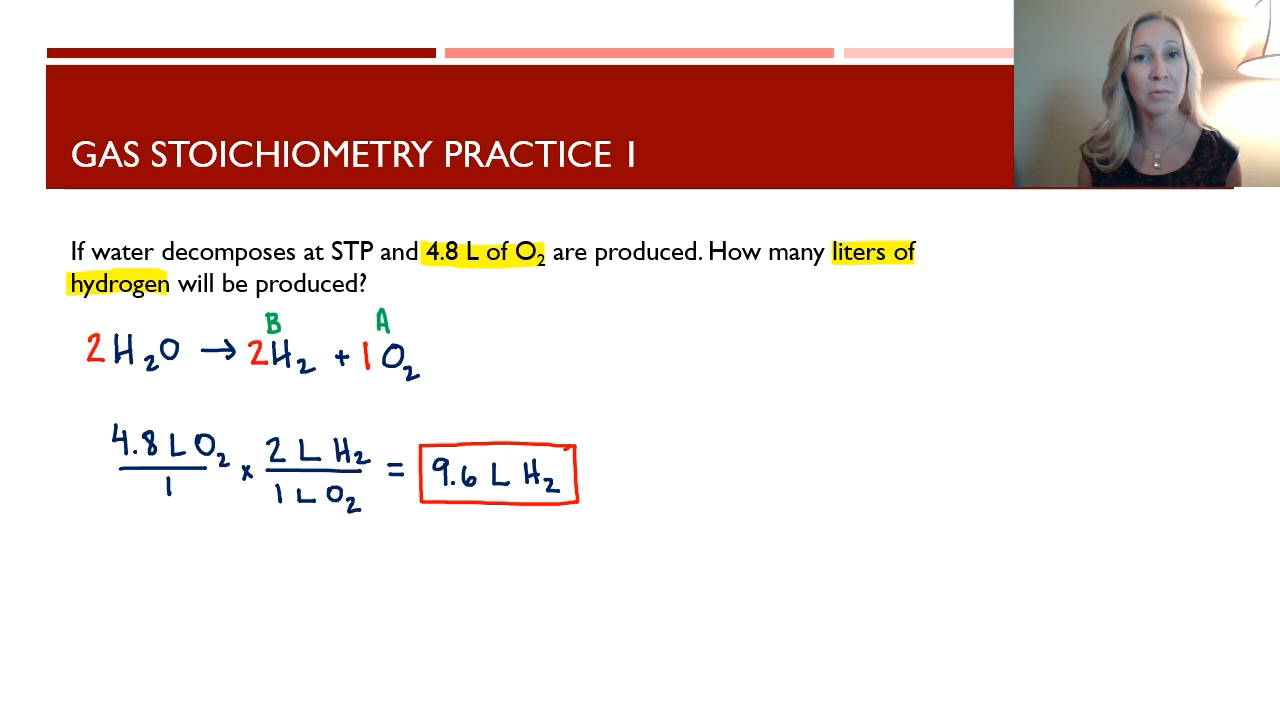 GAS STOICHIOMETRY PRACTICE 1
If water decomposes at STP and 4.8 L of O₂ are produced. How many liters of
hydrogen will be produced?
B A
2H₂O → 2H₂ + 1O₂
4.8 L O₂/1 × 2 L H₂/1 L O₂ = 9.6 L H₂